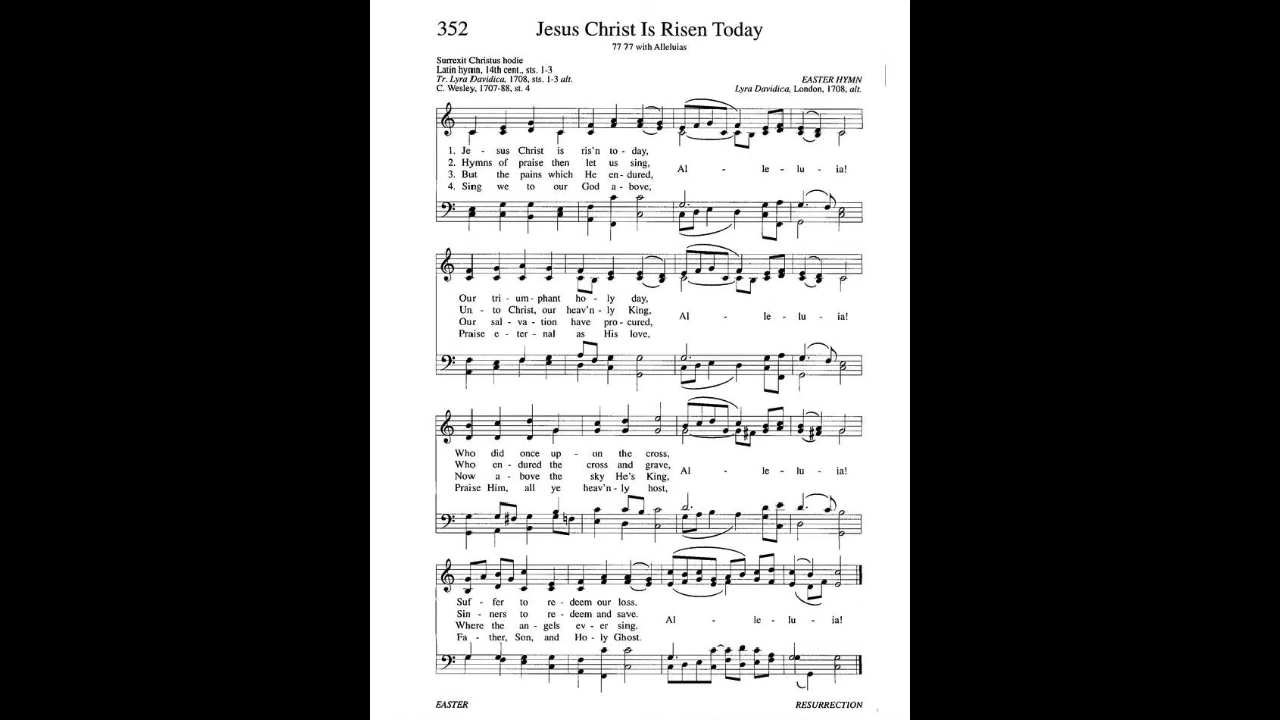 352
Jesus Christ Is Risen Today
77 77 with Alleluias
Surrexit Christus hodie
Latin hymn, 14th cent., sts. 1-3
Tr. Lyra Davidica, 1708, sts. 1-3 alt.
C. Wesley, 1707-88, st. 4
EASTER HYMN
Lyra Davidica, London, 1708, alt.
1. Je - sus Christ is ris'n to - day,
2. Hymns of praise then let us sing,
3. But the pains which He en - dured,
4. Sing we to our God a - bove,
Al - le - lu - ia!
Our tri - um - phant ho - ly day,
Un - to Christ, our heav'n - ly King,
Our sal - va - tion have pro - cured,
Praise e - ter - nal as His love,
Al - le - lu - ia!
Who did once up - on the cross,
Who en - dured the cross and grave,
Now a - bove the sky He's King,
Praise Him, all ye heav'n - ly host,
Al - le - lu - ia!
Suf - fer to re - deem our loss.
Sin - ners to re - deem and save.
Where the an - gels ev - er sing.
Fa - ther, Son, and Ho - ly Ghost.
Al - le - lu - ia!
EASTER
RESURRECTION